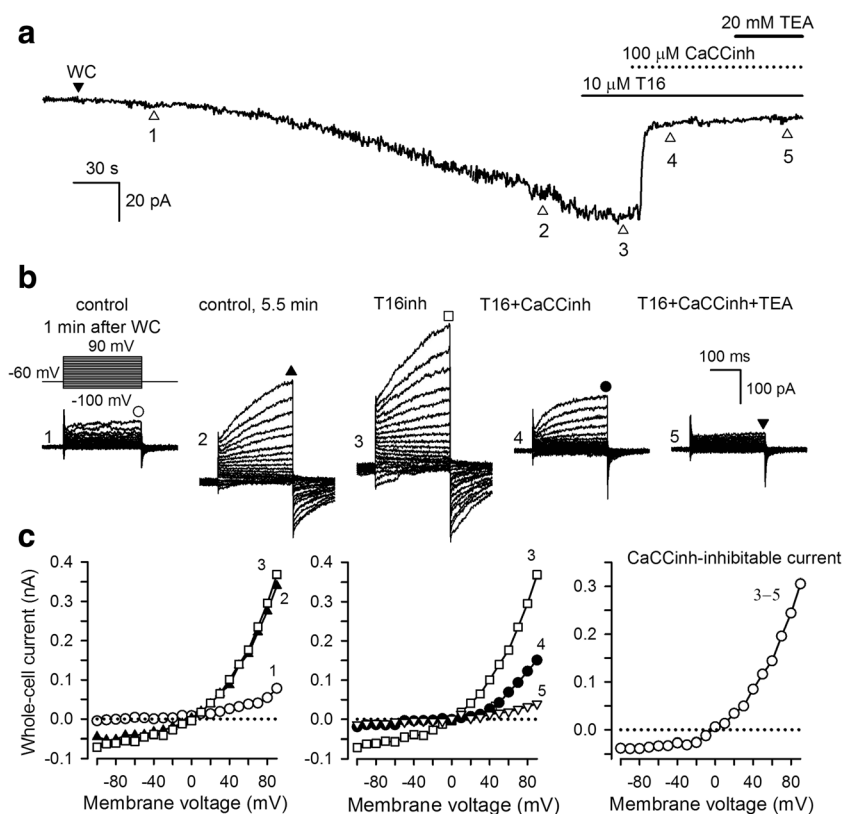 a
20 mM TEA
100 µM CaCCinh
10 µM T16
WC
1
30 s
20 pA
2
3
4
5
b
control
1 min after WC
control, 5.5 min
T16inh
T16+CaCCinh
T16+CaCCinh+TEA
90 mV
-60 mV
-100 mV
100 ms
100 pA
1
2
3
4
5
c
Whole-cell current (nA)
0.4
0.3
0.2
0.1
0.0
-0.1
3
2
1
-80 -40 0 40 80
Membrane voltage (mV)
0.4
0.3
0.2
0.1
0.0
-0.1
3
4
5
-80 -40 0 40 80
Membrane voltage (mV)
CaCCinh-inhibitable current
0.4
0.3
0.2
0.1
0.0
3–5
-80 -40 0 40 80
Membrane voltage (mV)